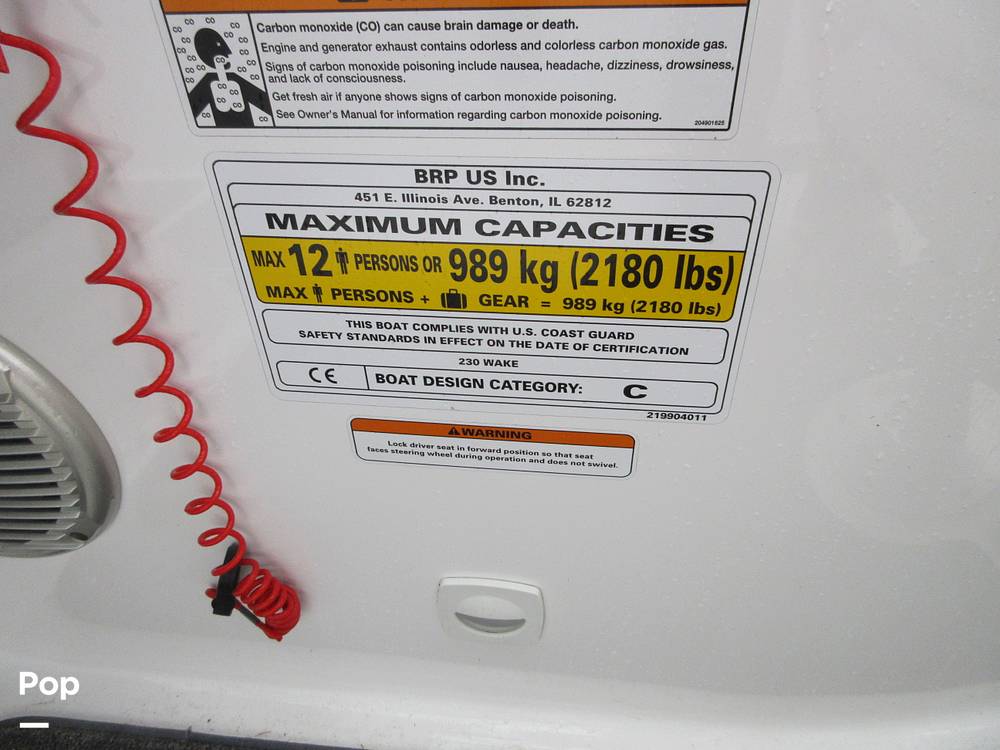 Carbon monoxide (CO) can cause brain damage or death.
Engine and generator exhaust contains odorless and colorless carbon monoxide gas.
Signs of carbon monoxide poisoning include nausea, headache, dizziness, drowsiness,
and lack of consciousness.
Get fresh air if anyone shows signs of carbon monoxide poisoning.
See Owner's Manual for information regarding carbon monoxide poisoning.
204901625
BRP US Inc.
451 E. Illinois Ave. Benton, IL 62812
MAXIMUM CAPACITIES
MAX 12 PERSONS OR 989 kg (2180 lbs)
MAX PERSONS + GEAR = 989 kg (2180 lbs)
THIS BOAT COMPLIES WITH U.S. COAST GUARD
SAFETY STANDARDS IN EFFECT ON THE DATE OF CERTIFICATION
230 WAKE
CE BOAT DESIGN CATEGORY: C
219904011
WARNING
Lock driver seat in forward position so that seat
faces steering wheel during operation and does not swivel.
Pop